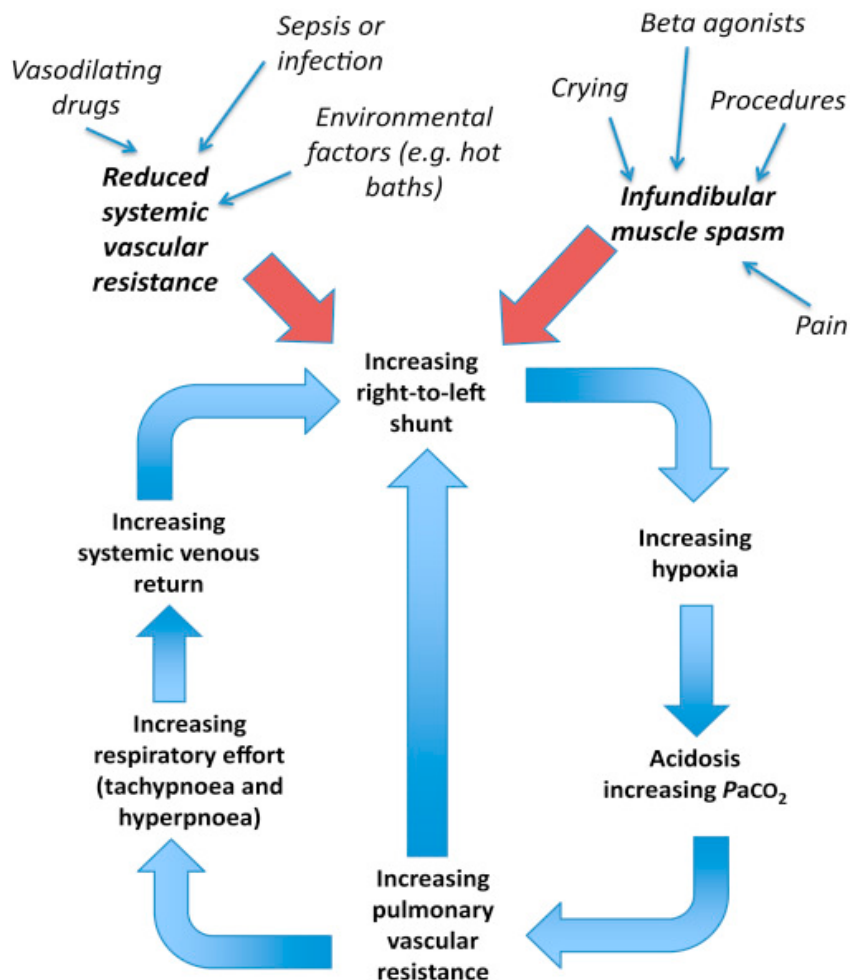 Vasodilating
drugs
Sepsis or
infection
Environmental
factors (e.g. hot
baths)
Reduced
systemic
vascular
resistance
Beta agonists
Crying
Procedures
Infundibular
muscle spasm
Pain
Increasing
right-to-left
shunt
Increasing
hypoxia
Acidosis
increasing PaCO₂
Increasing
pulmonary
vascular
resistance
Increasing
respiratory effort
(tachypnoea and
hyperpnoea)
Increasing
systemic venous
return